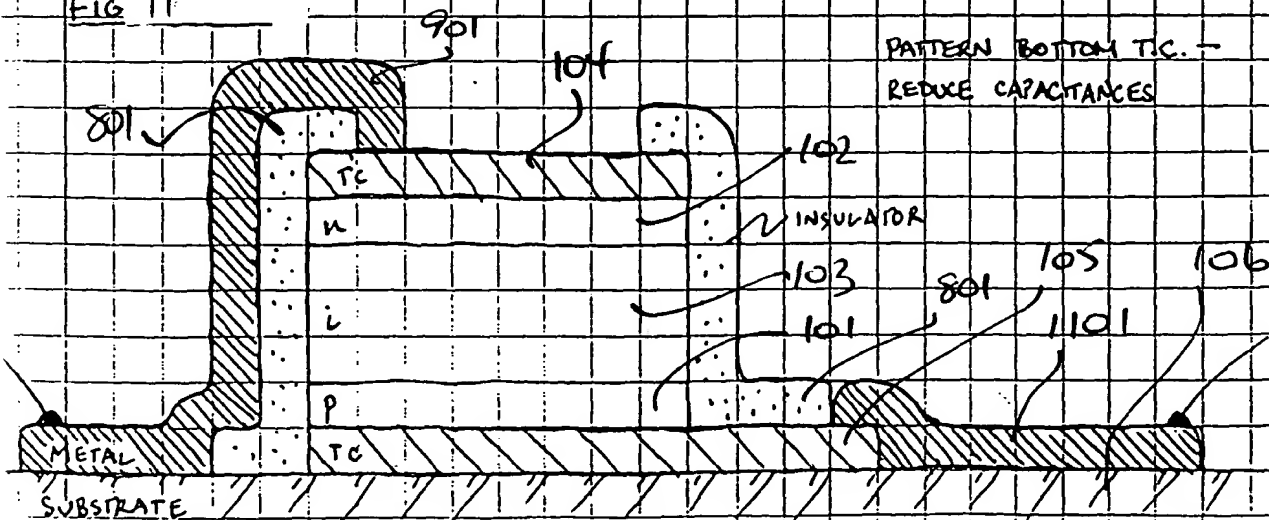 FIG 11
901
PATTERN BOTTOM T.C. -
REDUCE CAPACITANCES
104
801
102
TC
n
INSULATOR
103
105
106
801
i
101
1101
P
METAL
TC
SUBSTRATE